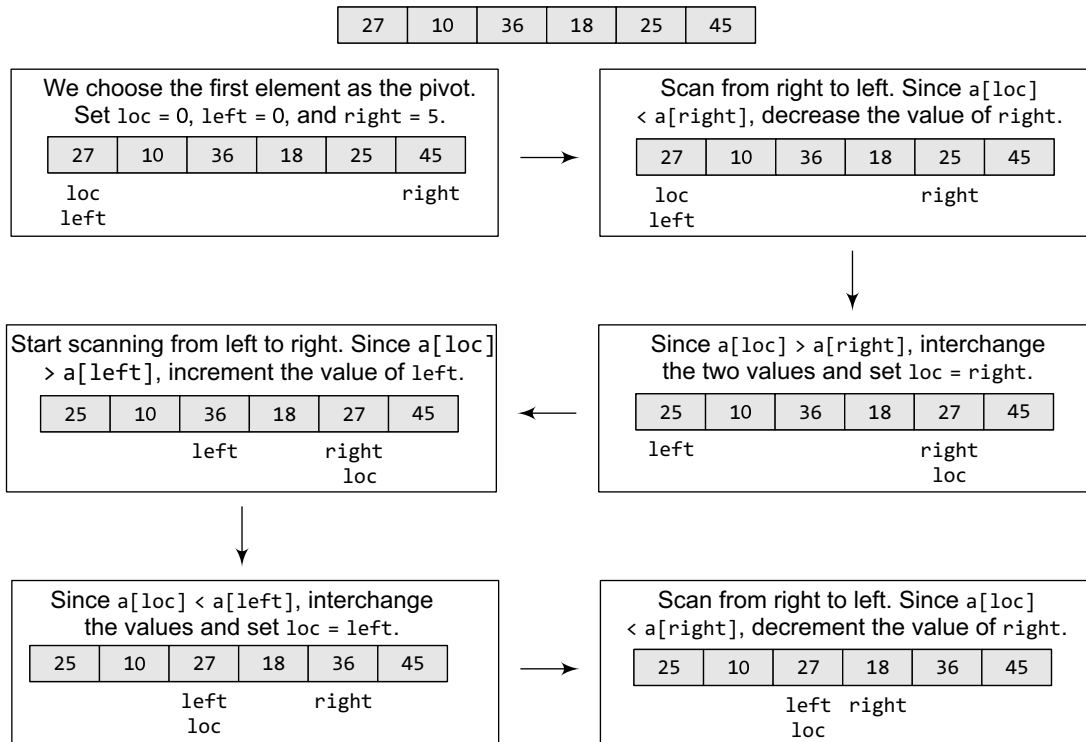 27 10 36 18 25 45
We choose the first element as the pivot.
Set loc = 0, left = 0, and right = 5.
27 10 36 18 25 45
loc right
left
Scan from right to left. Since a[loc]
< a[right], decrease the value of right.
27 10 36 18 25 45
loc right
left
Since a[loc] > a[right], interchange
the two values and set loc = right.
25 10 36 18 27 45
left right
loc
Start scanning from left to right. Since a[loc]
> a[left], increment the value of left.
25 10 36 18 27 45
left right
loc
Since a[loc] < a[left], interchange
the values and set loc = left.
25 10 27 18 36 45
left right
loc
Scan from right to left. Since a[loc]
< a[right], decrement the value of right.
25 10 27 18 36 45
left right
loc